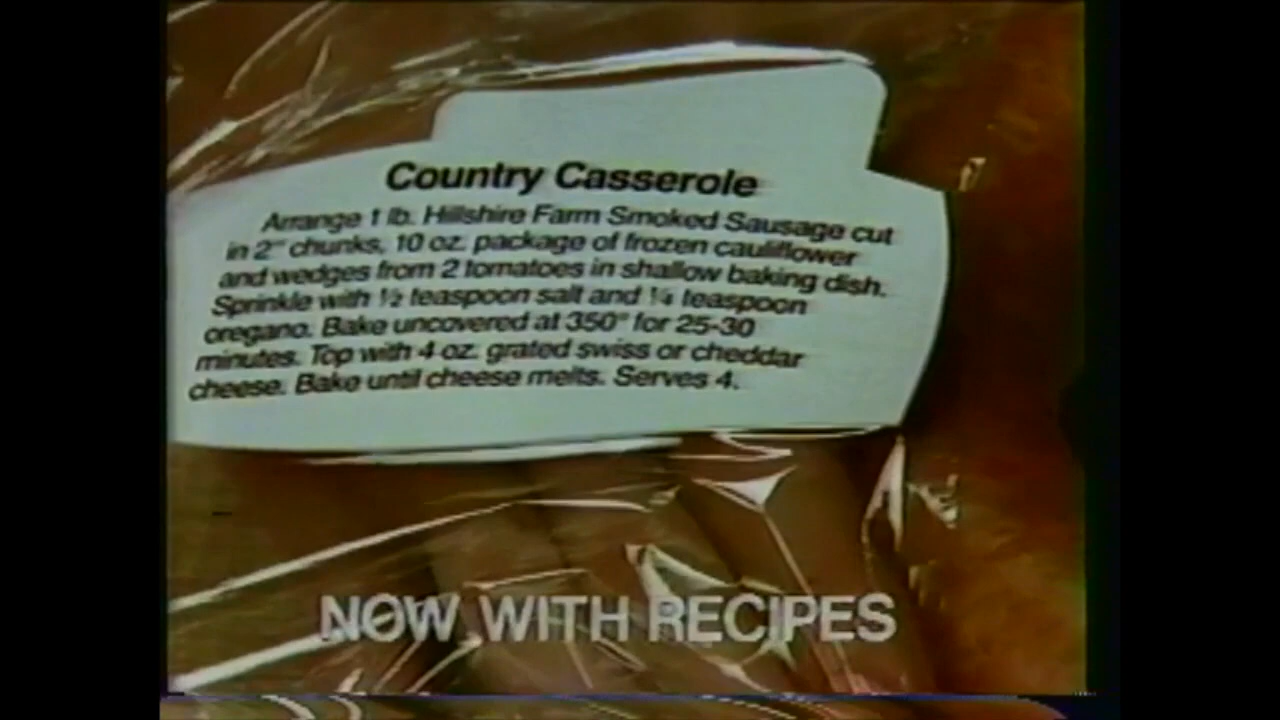 Country Casserole
Arrange 1 lb. Hillshire Farm Smoked Sausage cut
in 2" chunks, 10 oz. package of frozen cauliflower
and wedges from 2 tomatoes in shallow baking dish.
Sprinkle with ½ teaspoon salt and ¼ teaspoon
oregano. Bake uncovered at 350° for 25-30
minutes. Top with 4 oz. grated swiss or cheddar
cheese. Bake until cheese melts. Serves 4.
NOW WITH RECIPES